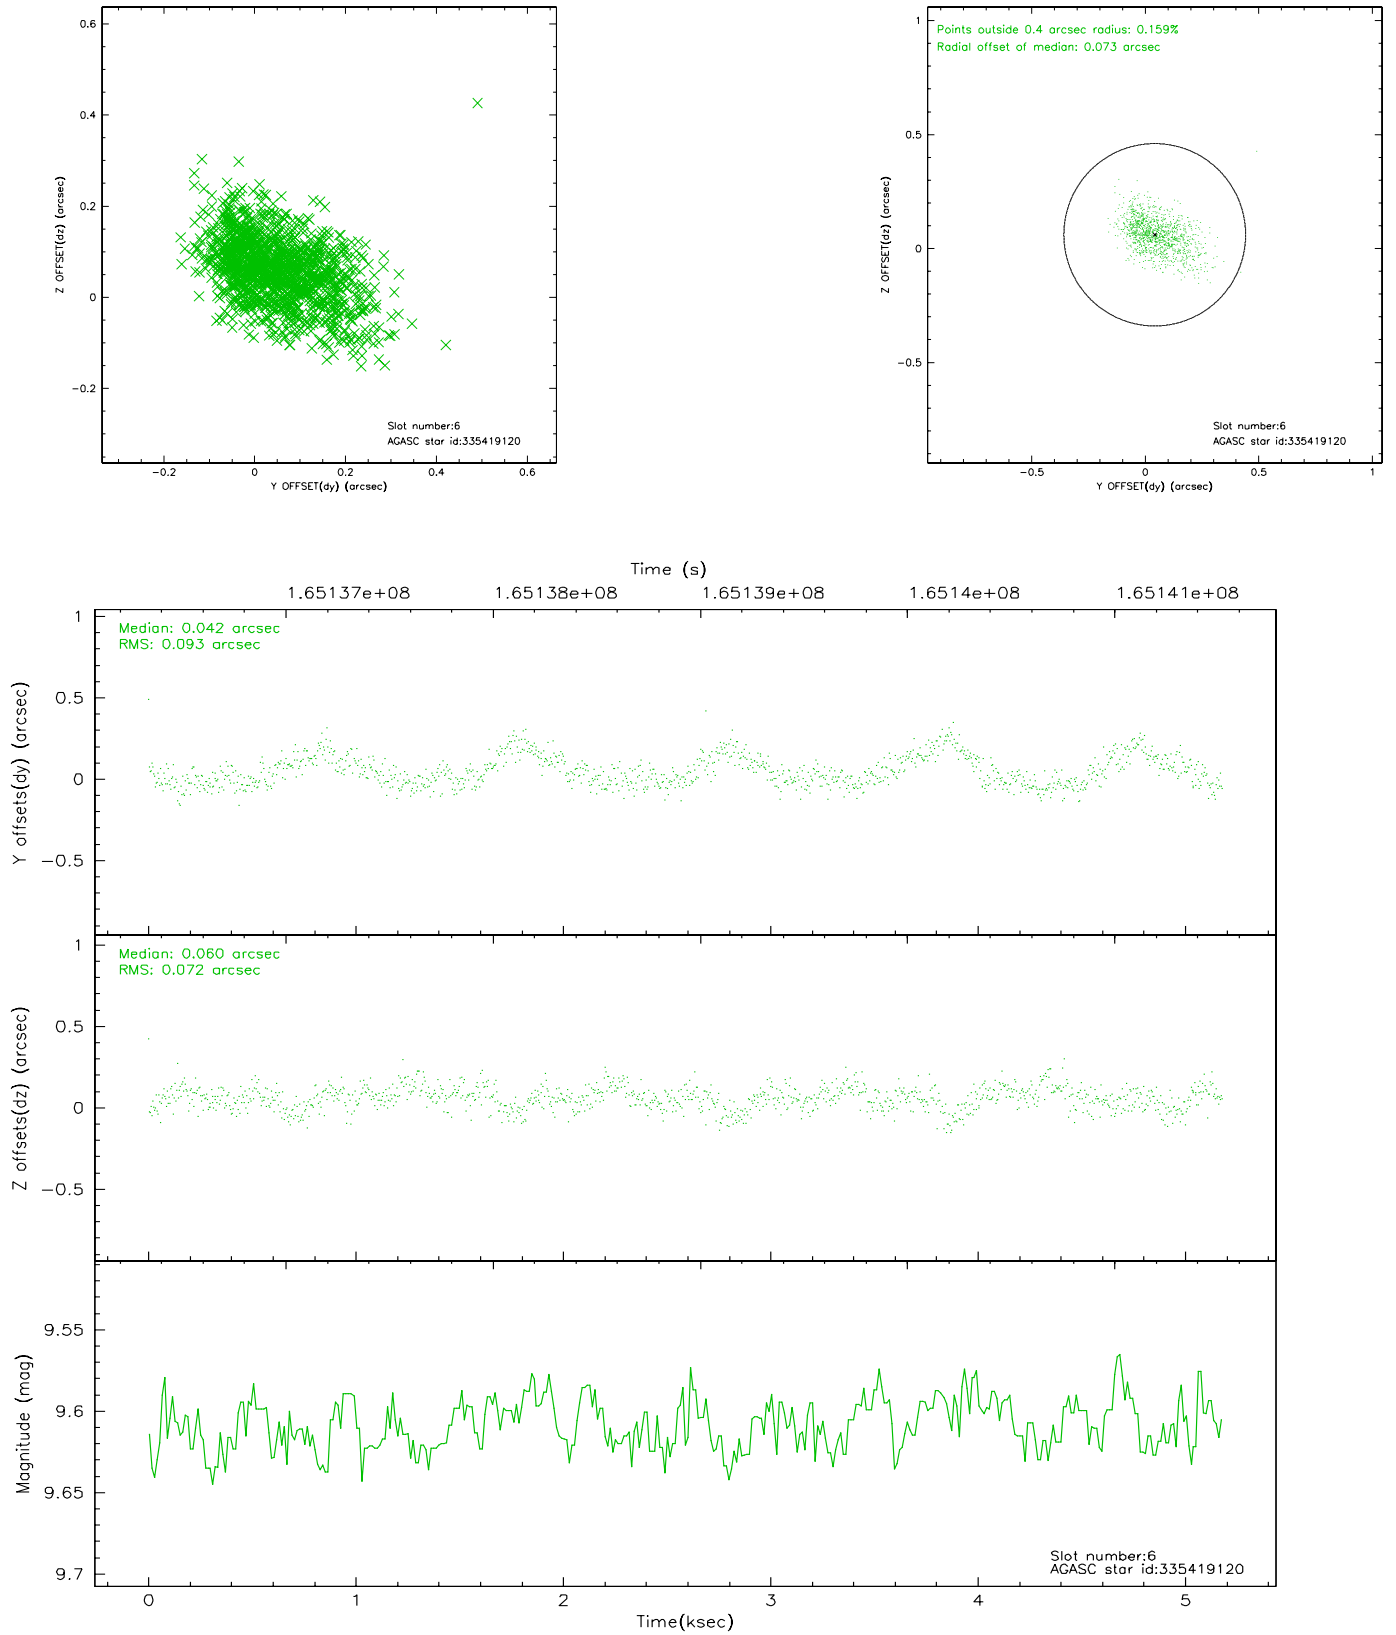 0.6
0.4
0.2
0
−0.2
Z OFFSET(dz) (arcsec)
Slot number:6
AGASC star id:335419120
−0.2 0 0.2 0.4 0.6
Y OFFSET(dy) (arcsec)
Points outside 0.4 arcsec radius: 0.159%
Radial offset of median: 0.073 arcsec
1
0.5
0
−0.5
Z OFFSET(dz) (arcsec)
Slot number:6
AGASC star id:335419120
−0.5 0 0.5 1
Y OFFSET(dy) (arcsec)
Time (s)
1.65137e+08 1.65138e+08 1.65139e+08 1.6514e+08 1.65141e+08
Median: 0.042 arcsec
RMS: 0.093 arcsec
1
0.5
0
−0.5
Y offsets(dy) (arcsec)
Median: 0.060 arcsec
RMS: 0.072 arcsec
1
0.5
0
−0.5
Z offsets(dz) (arcsec)
9.55
9.6
9.65
9.7
Magnitude (mag)
Slot number:6
AGASC star id:335419120
0 1 2 3 4 5
Time(ksec)